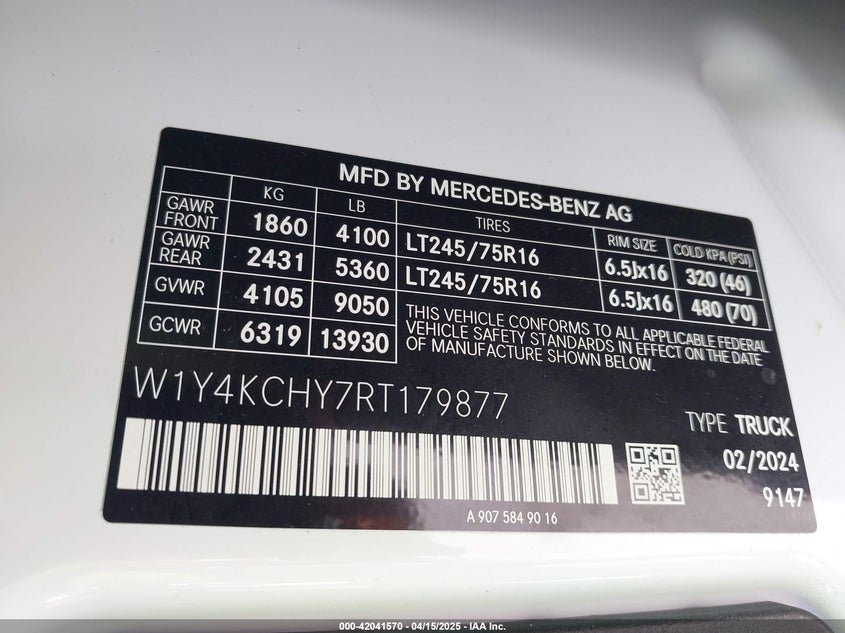 MFD BY MERCEDES-BENZ AG
KG LB TIRES RIM SIZE COLD KPA (PSI)
GAWR FRONT 1860 4100 LT245/75R16 6.5Jx16 320 (46)
GAWR REAR 2431 5360 LT245/75R16 6.5Jx16 480 (70)
GVWR 4105 9050
GCWR 6319 13930
THIS VEHICLE CONFORMS TO ALL APPLICABLE FEDERAL
VEHICLE SAFETY STANDARDS IN EFFECT ON THE DATE
OF MANUFACTURE SHOWN BELOW.
W1Y4KCHY7RT179877
TYPE TRUCK
02/2024
9147
A 907 584 90 16
000-42041570 - 04/15/2025 - IAA Inc.